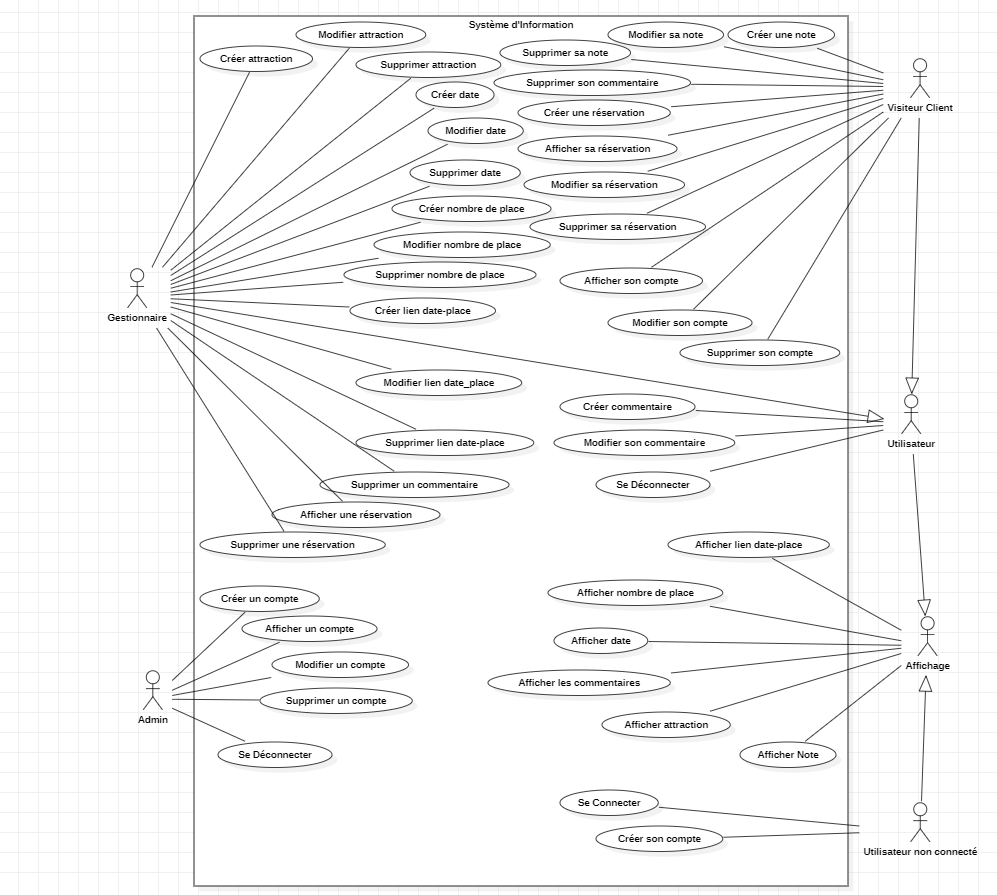 Système d'Information
Modifier attraction
Modifier sa note
Créer une note
Créer attraction
Supprimer sa note
Supprimer attraction
Supprimer son commentaire
Créer date
Visiteur Client
Créer une réservation
Modifier date
Afficher sa réservation
Supprimer date
Modifier sa réservation
Créer nombre de place
Supprimer sa réservation
Modifier nombre de place
Supprimer nombre de place
Afficher son compte
Créer lien date-place
Gestionnaire
Modifier son compte
Supprimer son compte
Modifier lien date_place
Créer commentaire
Supprimer lien date-place
Modifier son commentaire
Utilisateur
Supprimer un commentaire
Se Déconnecter
Afficher une réservation
Supprimer une réservation
Afficher lien date-place
Créer un compte
Afficher nombre de place
Afficher un compte
Afficher date
Modifier un compte
Affichage
Afficher les commentaires
Supprimer un compte
Admin
Afficher attraction
Se Déconnecter
Afficher Note
Se Connecter
Créer son compte
Utilisateur non connecté